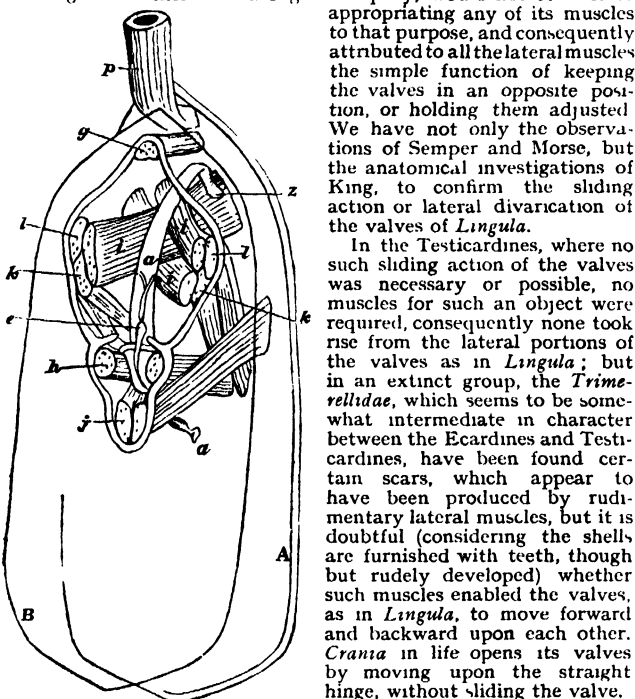 appropriating any of its muscles
to that purpose, and consequently
attributed to all the lateral muscles
the simple function of keeping
the valves in an opposite posi-
tion, or holding them adjusted
We have not only the observa-
tions of Semper and Morse, but
the anatomical investigations of
King, to confirm the sliding
action or lateral divarication of
the valves of Lingula.
In the Testicardines, where no
such sliding action of the valves
was necessary or possible, no
muscles for such an object were
required, consequently none took
rise from the lateral portions of
the valves as in Lingula; but
in an extinct group, the Trime-
rellidae, which seems to be some-
what intermediate in character
between the Ecardines and Testi-
cardines, have been found cer-
tain scars, which appear to
have been produced by rudi-
mentary lateral muscles, but it is
doubtful (considering the shells
are furnished with teeth, though
but rudely developed) whether
such muscles enabled the valves,
as in Lingula, to move forward
and backward upon each other.
Crania in life opens its valves
by moving upon the straight
hinge, without sliding the valve.
p
g
z
l
l
l
a
k
k
e
h
j
a
A
B